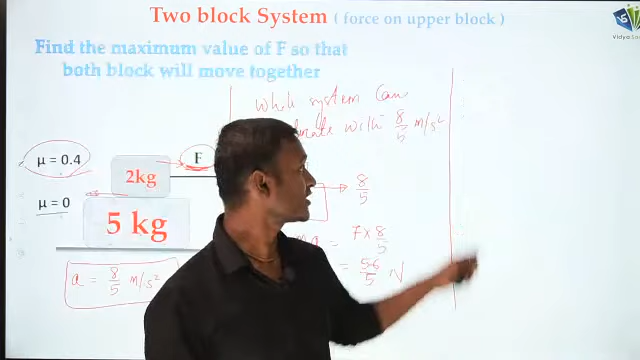 Two block System ( force on upper block )
Find the maximum value of F so that
both block will move together
Vidya
Whole system Can
with 8/5 m/s²
μ = 0.4
F
2kg
μ = 0
5 kg
8/5
a = 7 × 8/5
= 56/5 N
a = 8/5 m/s²